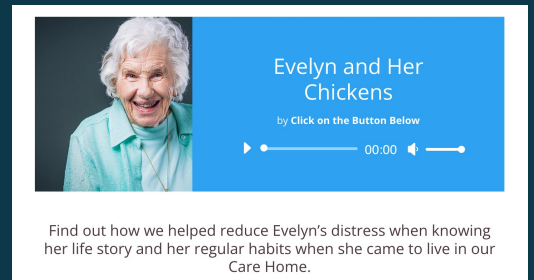 Evelyn and Her
Chickens
by Click on the Button Below
00:00
Find out how we helped reduce Evelyn’s distress when knowing
her life story and her regular habits when she came to live in our
Care Home.